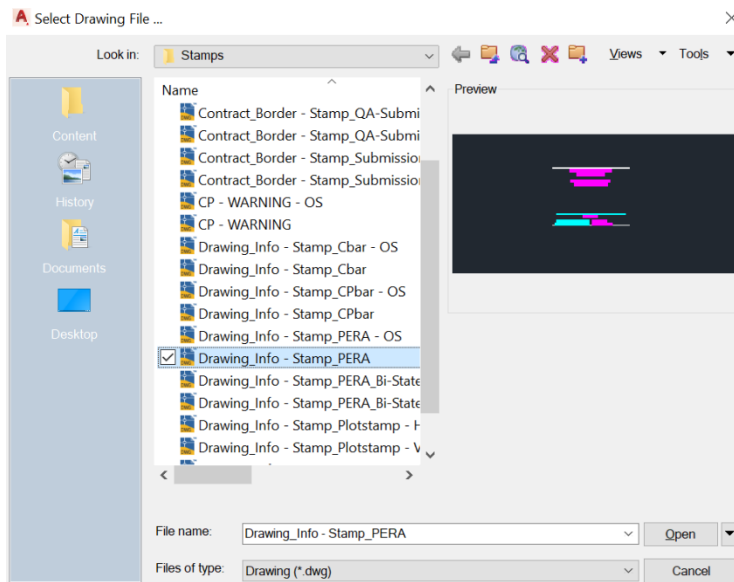 Select Drawing File ...
Look in: Stamps Views Tools
Name
Preview
Contract_Border - Stamp_QA-Submi
Contract_Border - Stamp_QA-Submi
Contract_Border - Stamp_Submission
Contract_Border - Stamp_Submission
CP - WARNING - OS
CP - WARNING
Drawing_Info - Stamp_Cbar - OS
Drawing_Info - Stamp_Cbar
Drawing_Info - Stamp_CPbar - OS
Drawing_Info - Stamp_CPbar
Drawing_Info - Stamp_PERA - OS
Drawing_Info - Stamp_PERA
Drawing_Info - Stamp_PERA_Bi-State
Drawing_Info - Stamp_PERA_Bi-State
Drawing_Info - Stamp_Plotstamp - H
Drawing_Info - Stamp_Plotstamp - V
Content
History
Documents
Desktop
File name: Drawing_Info - Stamp_PERA Open
Files of type: Drawing (*.dwg) Cancel